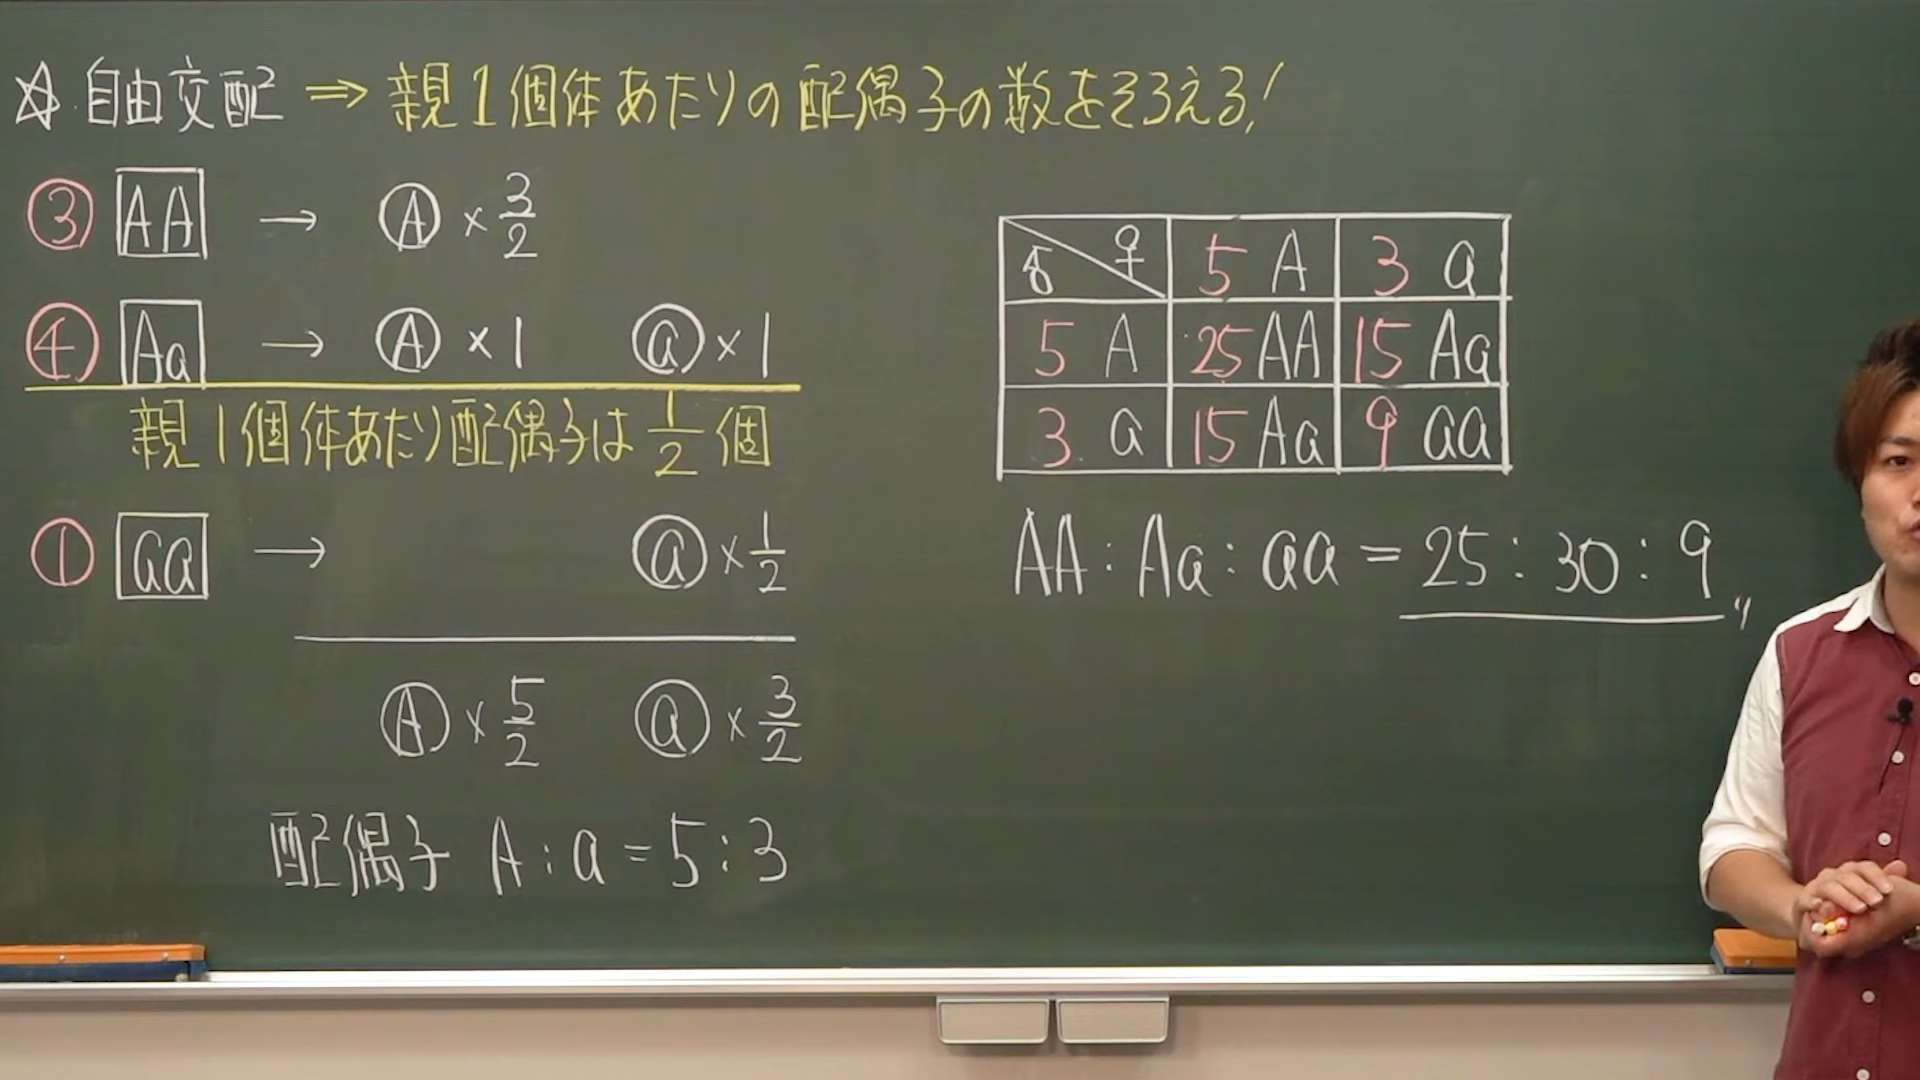 ☆自由交配 ⇒ 親1個体あたりの配偶子の数をそろえる!
③ AA → A × 3/2
④ Aa → A × 1 a × 1
親1個体あたり配偶子は 1/2 個
① aa → a × 1/2
A × 5/2 a × 3/2
配偶子 A : a = 5 : 3
♂ ♀ 5 A 3 a
5 A 25 AA 15 Aa
3 a 15 Aa 9 aa
AA : Aa : aa = 25 : 30 : 9